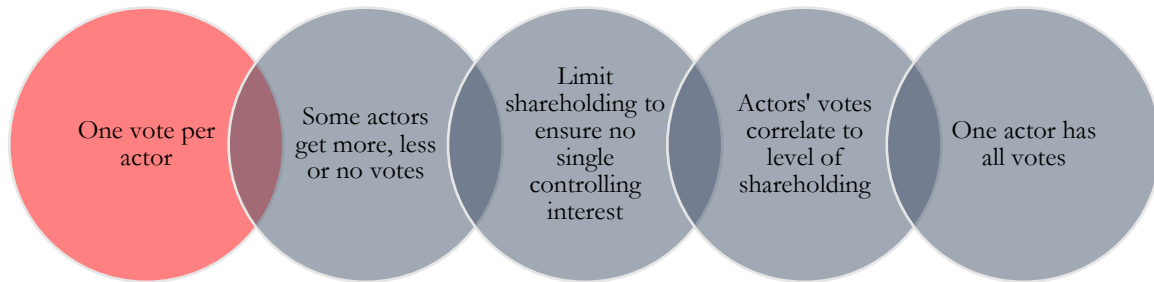 One vote per
actor
Some actors
get more, less
or no votes
Limit
shareholding to
ensure no
single
controlling
interest
Actors' votes
correlate to
level of
shareholding
One actor has
all votes